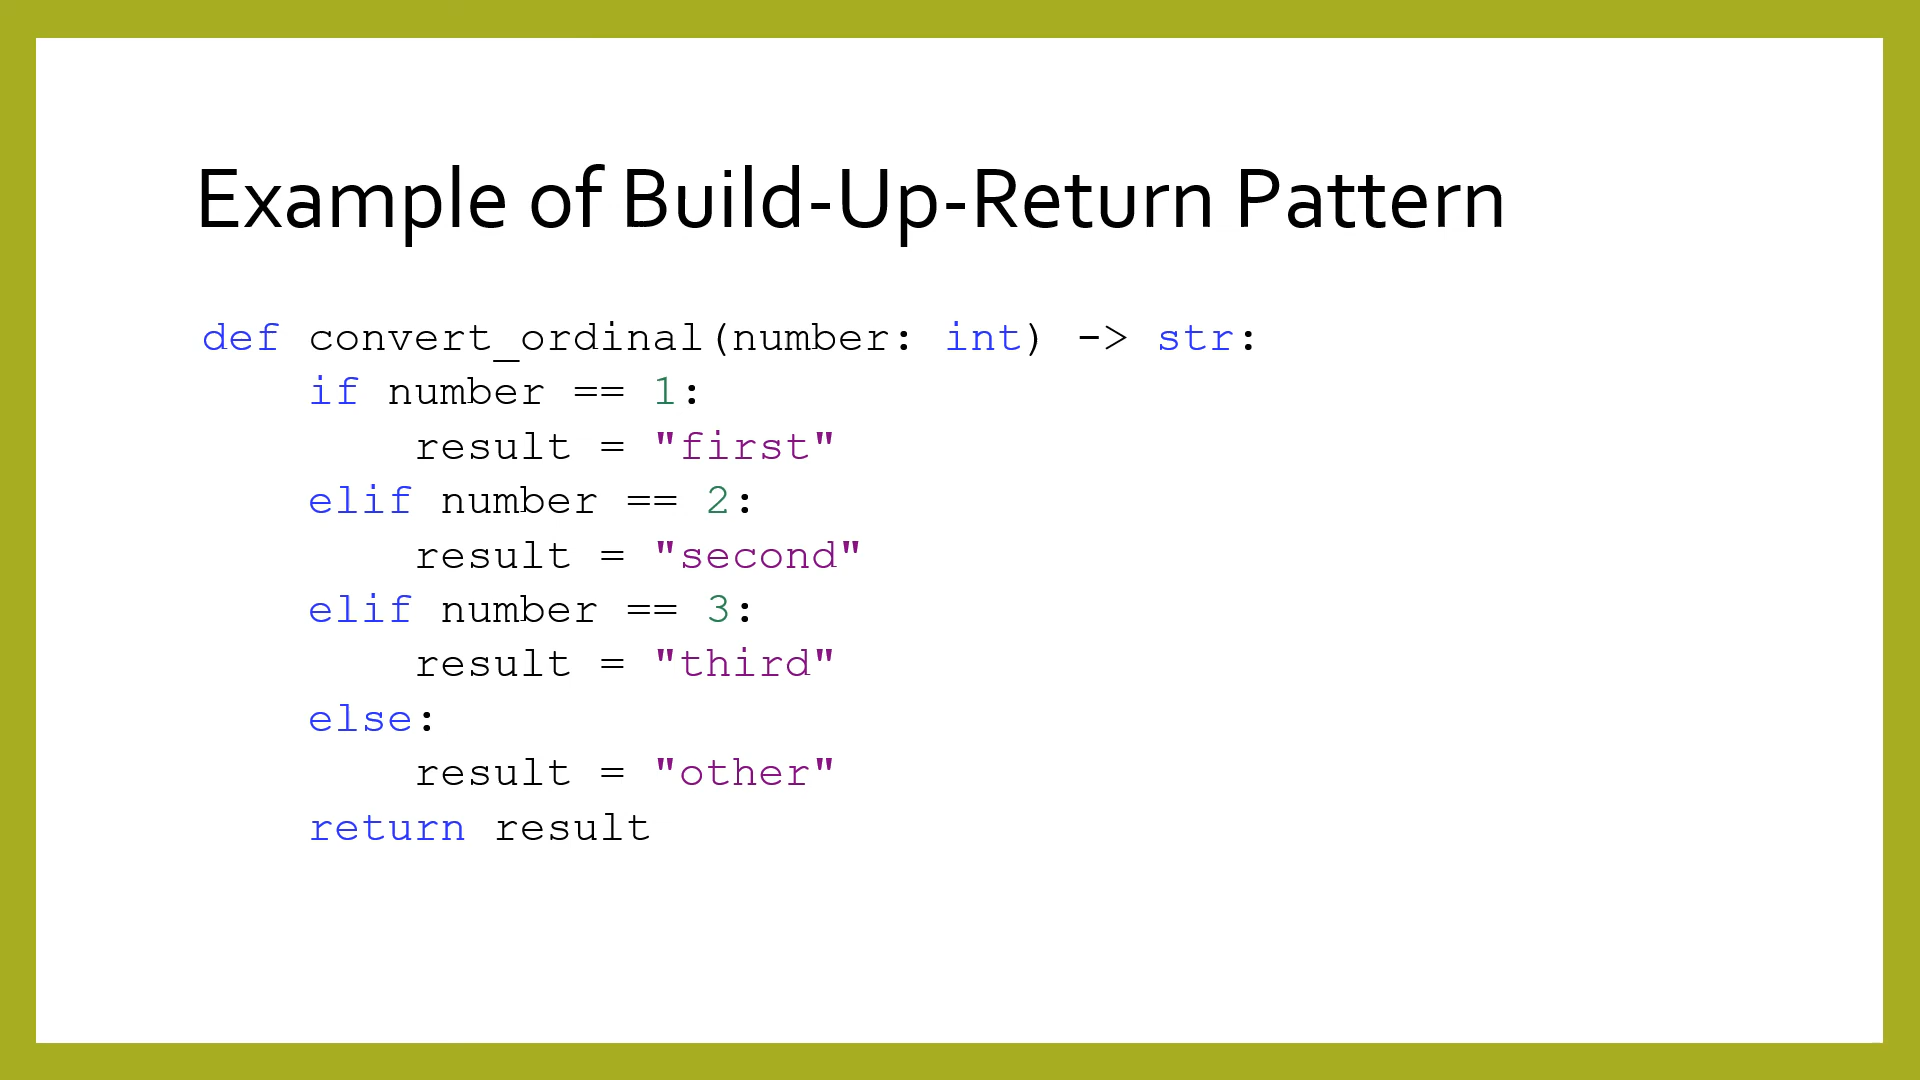 Example of Build-Up-Return Pattern
def convert_ordinal(number: int) -> str:
    if number == 1:
        result = "first"
    elif number == 2:
        result = "second"
    elif number == 3:
        result = "third"
    else:
        result = "other"
    return result